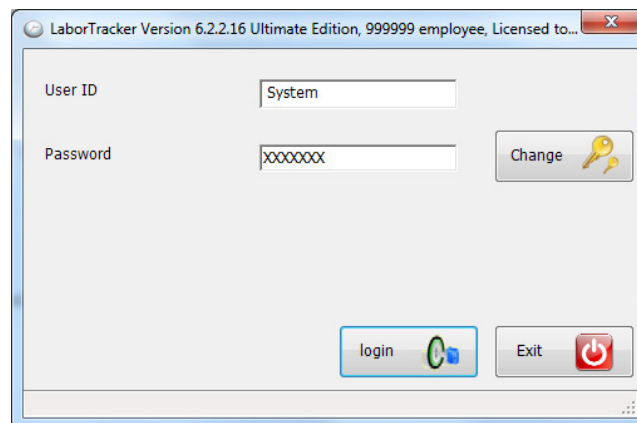 LaborTracker Version 6.2.2.16 Ultimate Edition, 999999 employee, Licensed to...
User ID
System
Password
XXXXXXX
Change
login
Exit